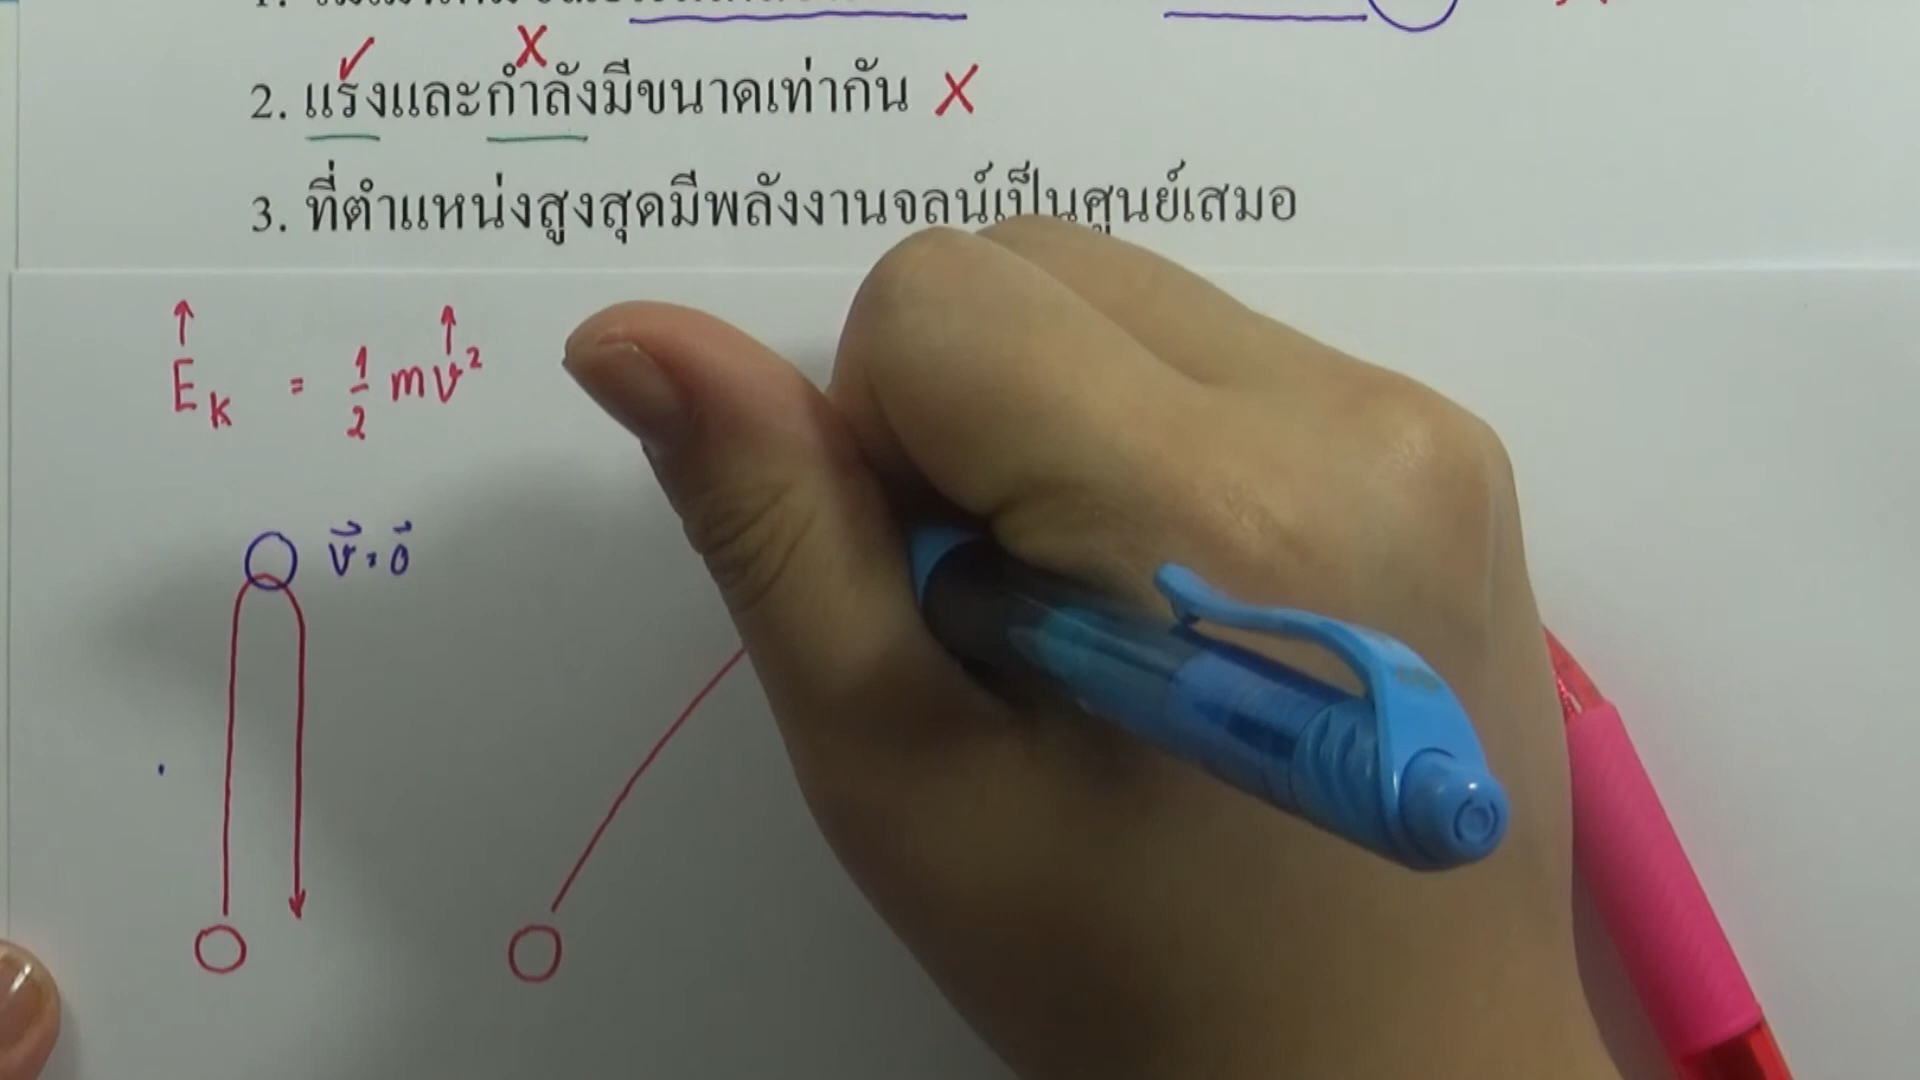 1.
2. แรงและกำลังมีขนาดเท่ากัน X
3. ที่ตำแหน่งสูงสุดมีพลังงานจลน์เป็นศูนย์เสมอ
E_K = 1/2 mv²
v⃗ = 0⃗